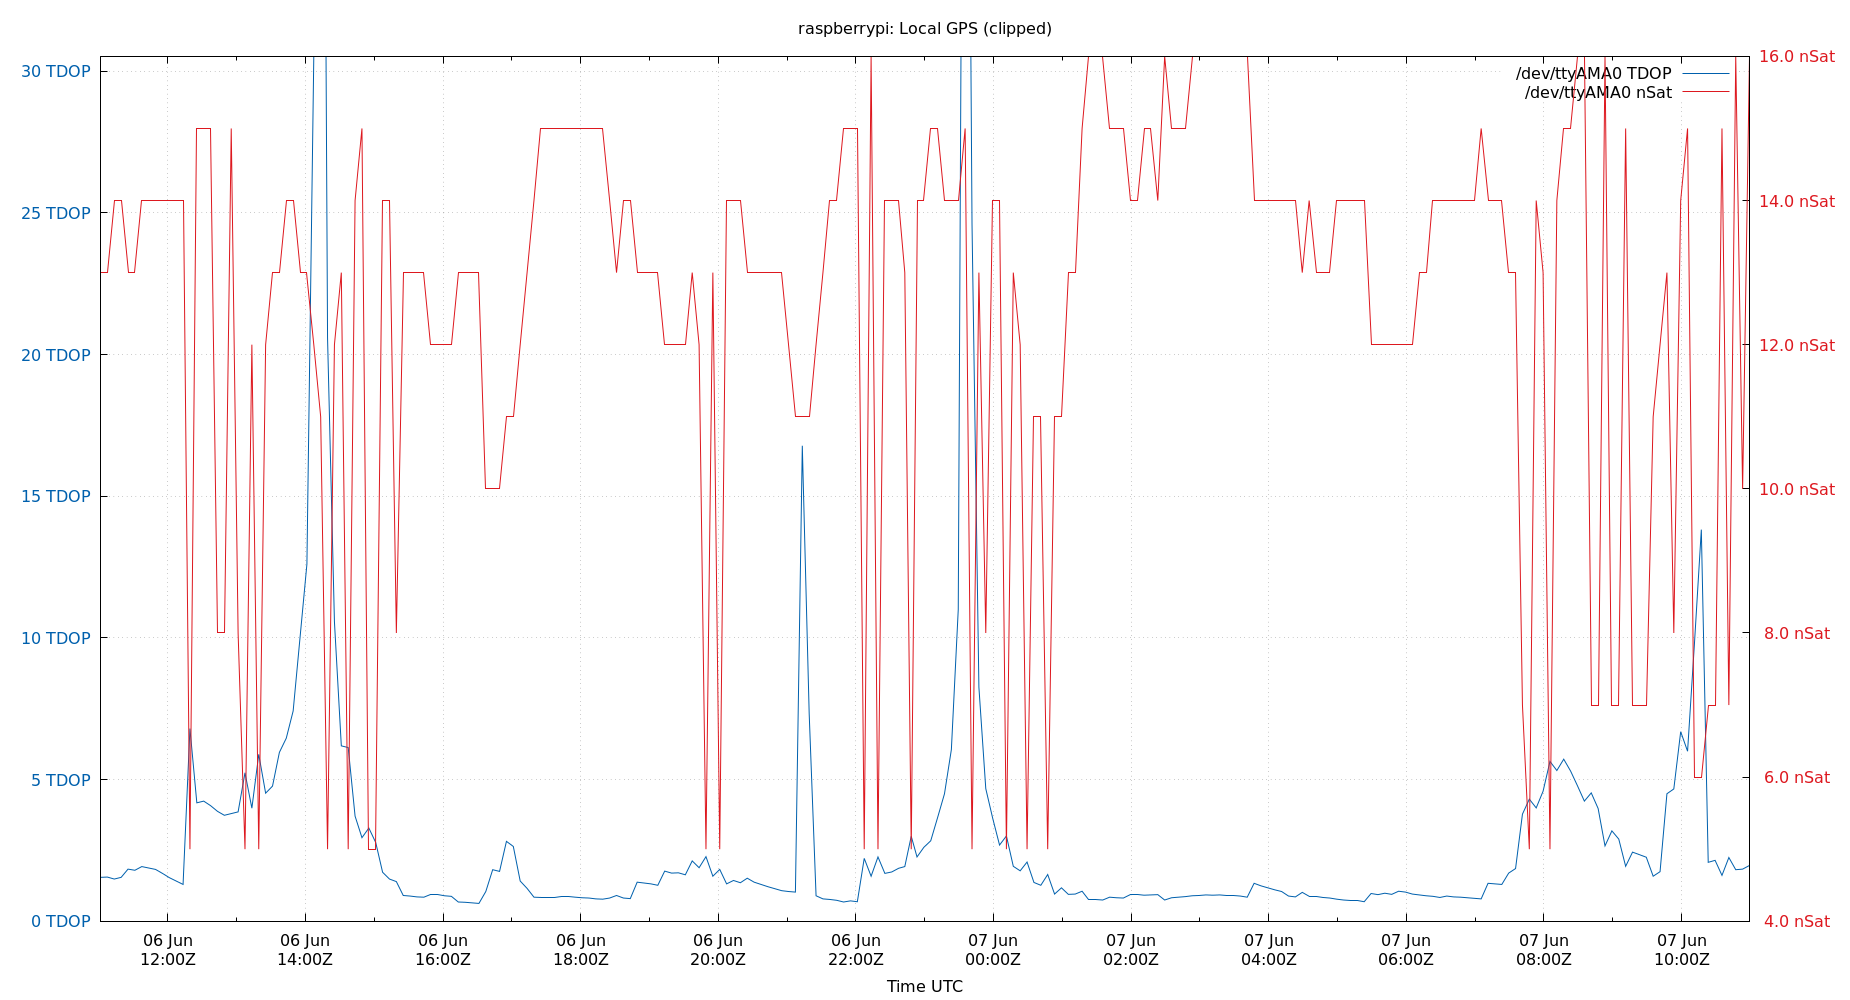 raspberrypi: Local GPS (clipped)
/dev/ttyAMA0 TDOP
/dev/ttyAMA0 nSat
30 TDOP
25 TDOP
20 TDOP
15 TDOP
10 TDOP
5 TDOP
0 TDOP
16.0 nSat
14.0 nSat
12.0 nSat
10.0 nSat
8.0 nSat
6.0 nSat
4.0 nSat
06 Jun
12:00Z
06 Jun
14:00Z
06 Jun
16:00Z
06 Jun
18:00Z
06 Jun
20:00Z
06 Jun
22:00Z
07 Jun
00:00Z
07 Jun
02:00Z
07 Jun
04:00Z
07 Jun
06:00Z
07 Jun
08:00Z
07 Jun
10:00Z
Time UTC